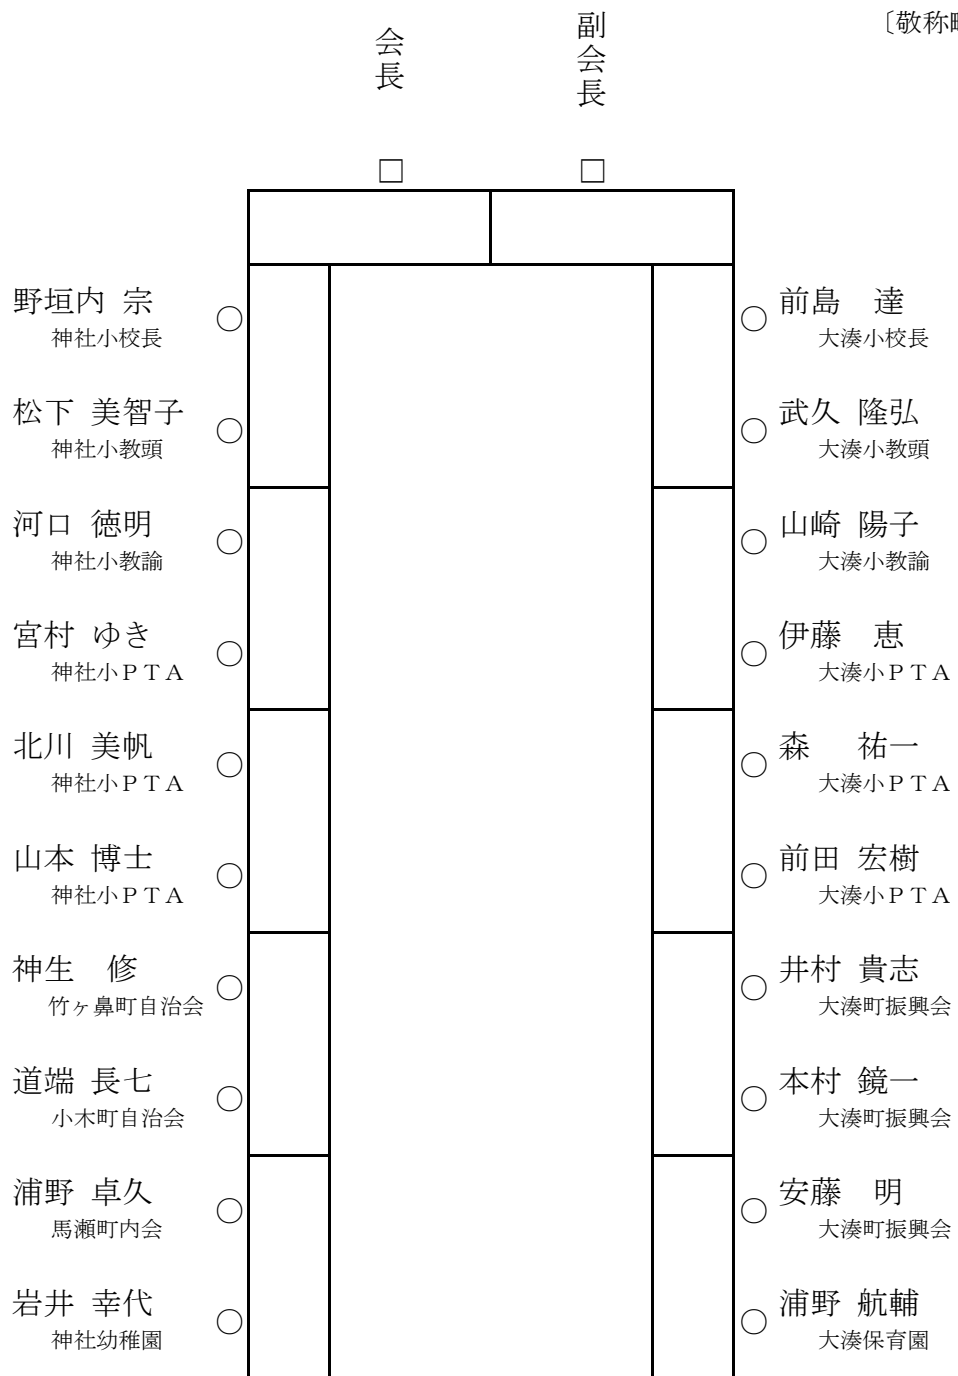 〔敬称略
会長
副会長
□
□
野垣内 宗
神社小校長
松下 美智子
神社小教頭
河口 徳明
神社小教諭
宮村 ゆき
神社小PTA
北川 美帆
神社小PTA
山本 博士
神社小PTA
神生 修
竹ヶ鼻町自治会
道端 長七
小木町自治会
浦野 卓久
馬瀬町内会
岩井 幸代
神社幼稚園
前島 達
大湊小校長
武久 隆弘
大湊小教頭
山崎 陽子
大湊小教諭
伊藤 恵
大湊小PTA
森 祐一
大湊小PTA
前田 宏樹
大湊小PTA
井村 貴志
大湊町振興会
本村 鏡一
大湊町振興会
安藤 明
大湊町振興会
浦野 航輔
大湊保育園